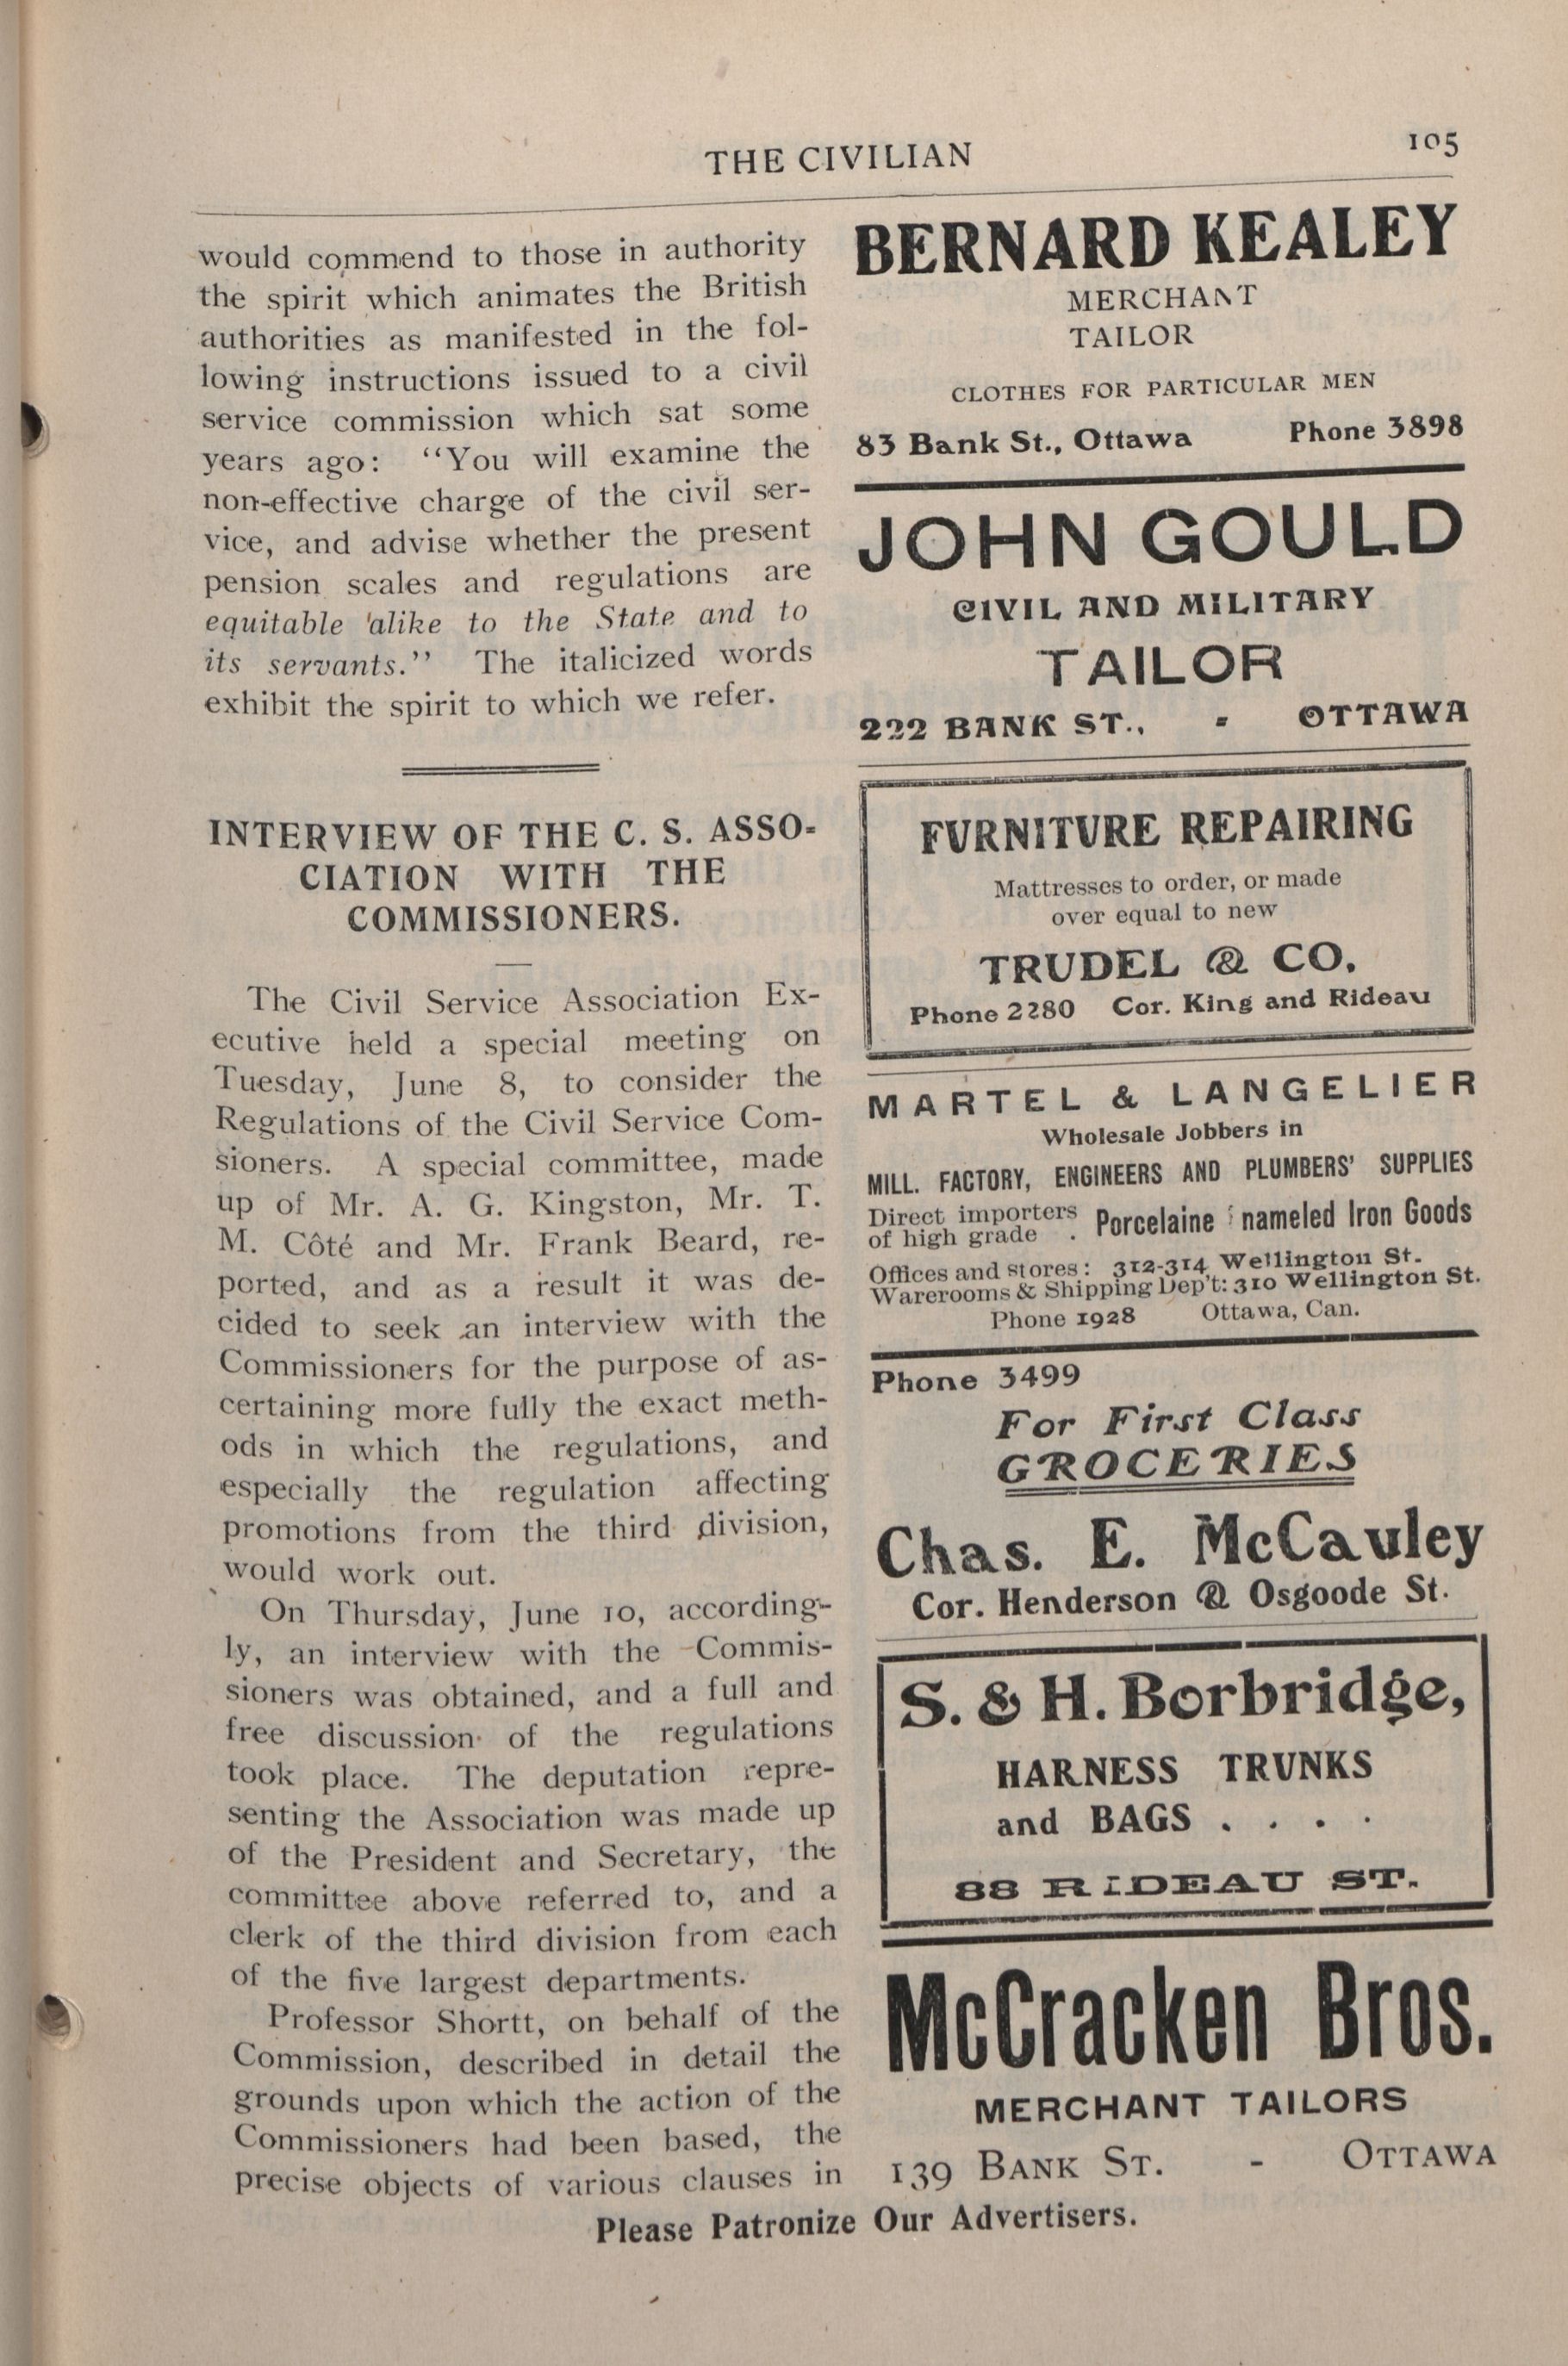 THE CIVILIAN
105
would commend to those in authority
the spirit which animates the British
authorities as manifested in the fol-
lowing instructions issued to a civil
service commission which sat some
years ago: “You will examine the
non-effective charge of the civil ser-
vice, and advise whether the present
pension scales and regulations are
equitable alike to the State and to
its servants.” The italicized words
exhibit the spirit to which we refer.
INTERVIEW OF THE C. S. ASSO-
CIATION WITH THE
COMMISSIONERS.
The Civil Service Association Ex-
ecutive held a special meeting on
Tuesday, June 8, to consider the
Regulations of the Civil Service Com-
sioners. A special committee, made
up of Mr. A. G. Kingston, Mr. T.
M. Côté and Mr. Frank Beard, re-
ported, and as a result it was de-
cided to seek an interview with the
Commissioners for the purpose of as-
certaining more fully the exact meth-
ods in which the regulations, and
especially the regulation affecting
promotions from the third division,
would work out.
On Thursday, June 10, according-
ly, an interview with the Commis-
sioners was obtained, and a full and
free discussion of the regulations
took place. The deputation repre-
senting the Association was made up
of the President and Secretary, the
committee above referred to, and a
clerk of the third division from each
of the five largest departments.
Professor Shortt, on behalf of the
Commission, described in detail the
grounds upon which the action of the
Commissioners had been based, the
precise objects of various clauses in
BERNARD KEALEY
MERCHANT
TAILOR
CLOTHES FOR PARTICULAR MEN
83 Bank St., Ottawa Phone 3898
JOHN GOULD
CIVIL AND MILITARY
TAILOR
222 BANK ST., - OTTAWA
FURNITURE REPAIRING
Mattresses to order, or made
over equal to new
TRUDEL & CO.
Phone 2280 Cor. King and Rideau
MARTEL & LANGELIER
Wholesale Jobbers in
MILL. FACTORY, ENGINEERS AND PLUMBERS' SUPPLIES
Direct importers
of high grade . Porcelaine nameled Iron Goods
Offices and stores: 312-314 Wellington St.
Warerooms & Shipping Dep't: 310 Wellington St.
Phone 1928 Ottawa, Can.
Phone 3499
For First Class
GROCERIES
Chas. E. McCauley
Cor. Henderson & Osgoode St.
S. & H. Borbridge,
HARNESS TRUNKS
and BAGS . . . .
88 RIDEAU ST.
McCracken Bros.
MERCHANT TAILORS
139 BANK ST. - OTTAWA
Please Patronize Our Advertisers.